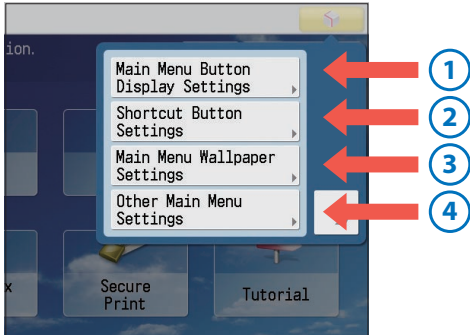 ion.
Main Menu Button
Display Settings
Shortcut Button
Settings
Main Menu Wallpaper
Settings
Other Main Menu
Settings
1
2
3
4
x
Secure
Print
Tutorial